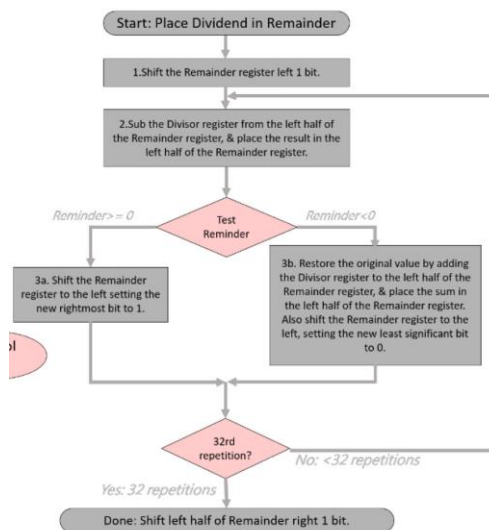 Start: Place Dividend in Remainder
1.Shift the Remainder register left 1 bit.
2.Sub the Divisor register from the left half of
the Remainder register, & place the result in the
left half of the Remainder register.
Reminder>= 0
Test
Reminder
Reminder<0
3a. Shift the Remainder
register to the left setting the
new rightmost bit to 1.
3b. Restore the original value by adding
the Divisor register to the left half of the
Remainder register, & place the sum in
the left half of the Remainder register.
Also shift the Remainder register to the
left, setting the new least significant bit
to 0.
ol
32rd
repetition?
No: <32 repetitions
Yes: 32 repetitions
Done: Shift left half of Remainder right 1 bit.